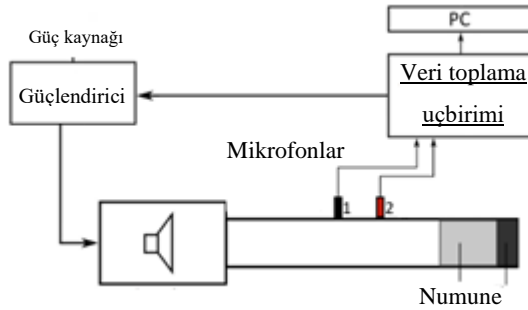 PC
Güç kaynağı
Güçlendirici
Veri toplama
uçbirimi
Mikrofonlar
1
2
Numune